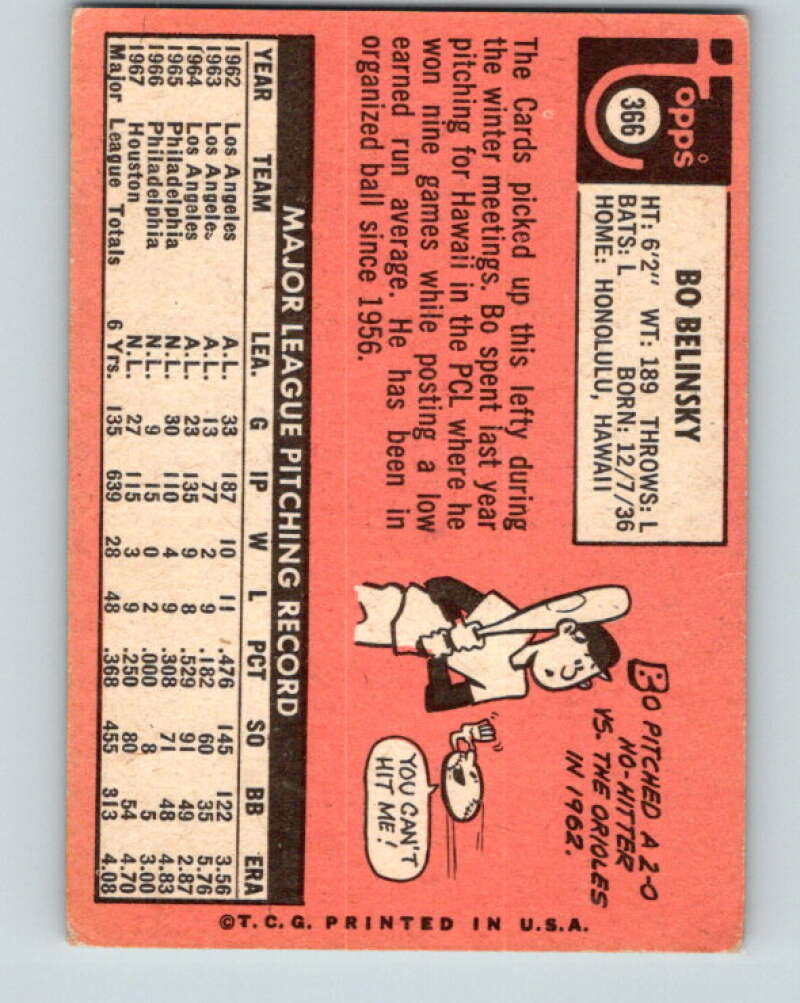 Topps
366
BO BELINSKY
HT: 6'2" WT: 189 THROWS: L
BATS: L BORN: 12/7/36
HOME: HONOLULU, HAWAII
The Cards picked up this lefty during
the winter meetings. Bo spent last year
pitching for Hawaii in the PCL where he
won nine games while posting a low
earned run average. He has been in
organized ball since 1956.
BO PITCHED A 2-0
NO-HITTER
VS. THE ORIOLES
IN 1962.
YOU CAN'T
HIT ME!
MAJOR LEAGUE PITCHING RECORD
YEAR TEAM LEA. G IP W L PCT SO BB ERA
1962 Los Angeles A.L. 33 187 10 11 .476 145 122 3.56
1963 Los Angeles A.L. 13 77 2 9 .182 60 35 5.76
1964 Los Angeles A.L. 23 135 9 8 .529 91 49 2.87
1965 Philadelphia N.L. 30 110 4 9 .308 71 48 4.83
1966 Philadelphia N.L. 9 15 0 2 .000 8 5 3.00
1967 Houston N.L. 27 115 3 9 .250 80 54 4.70
Major League Totals 6 Yrs. 135 639 28 48 .368 455 313 4.08
©T.C.G. PRINTED IN U.S.A.